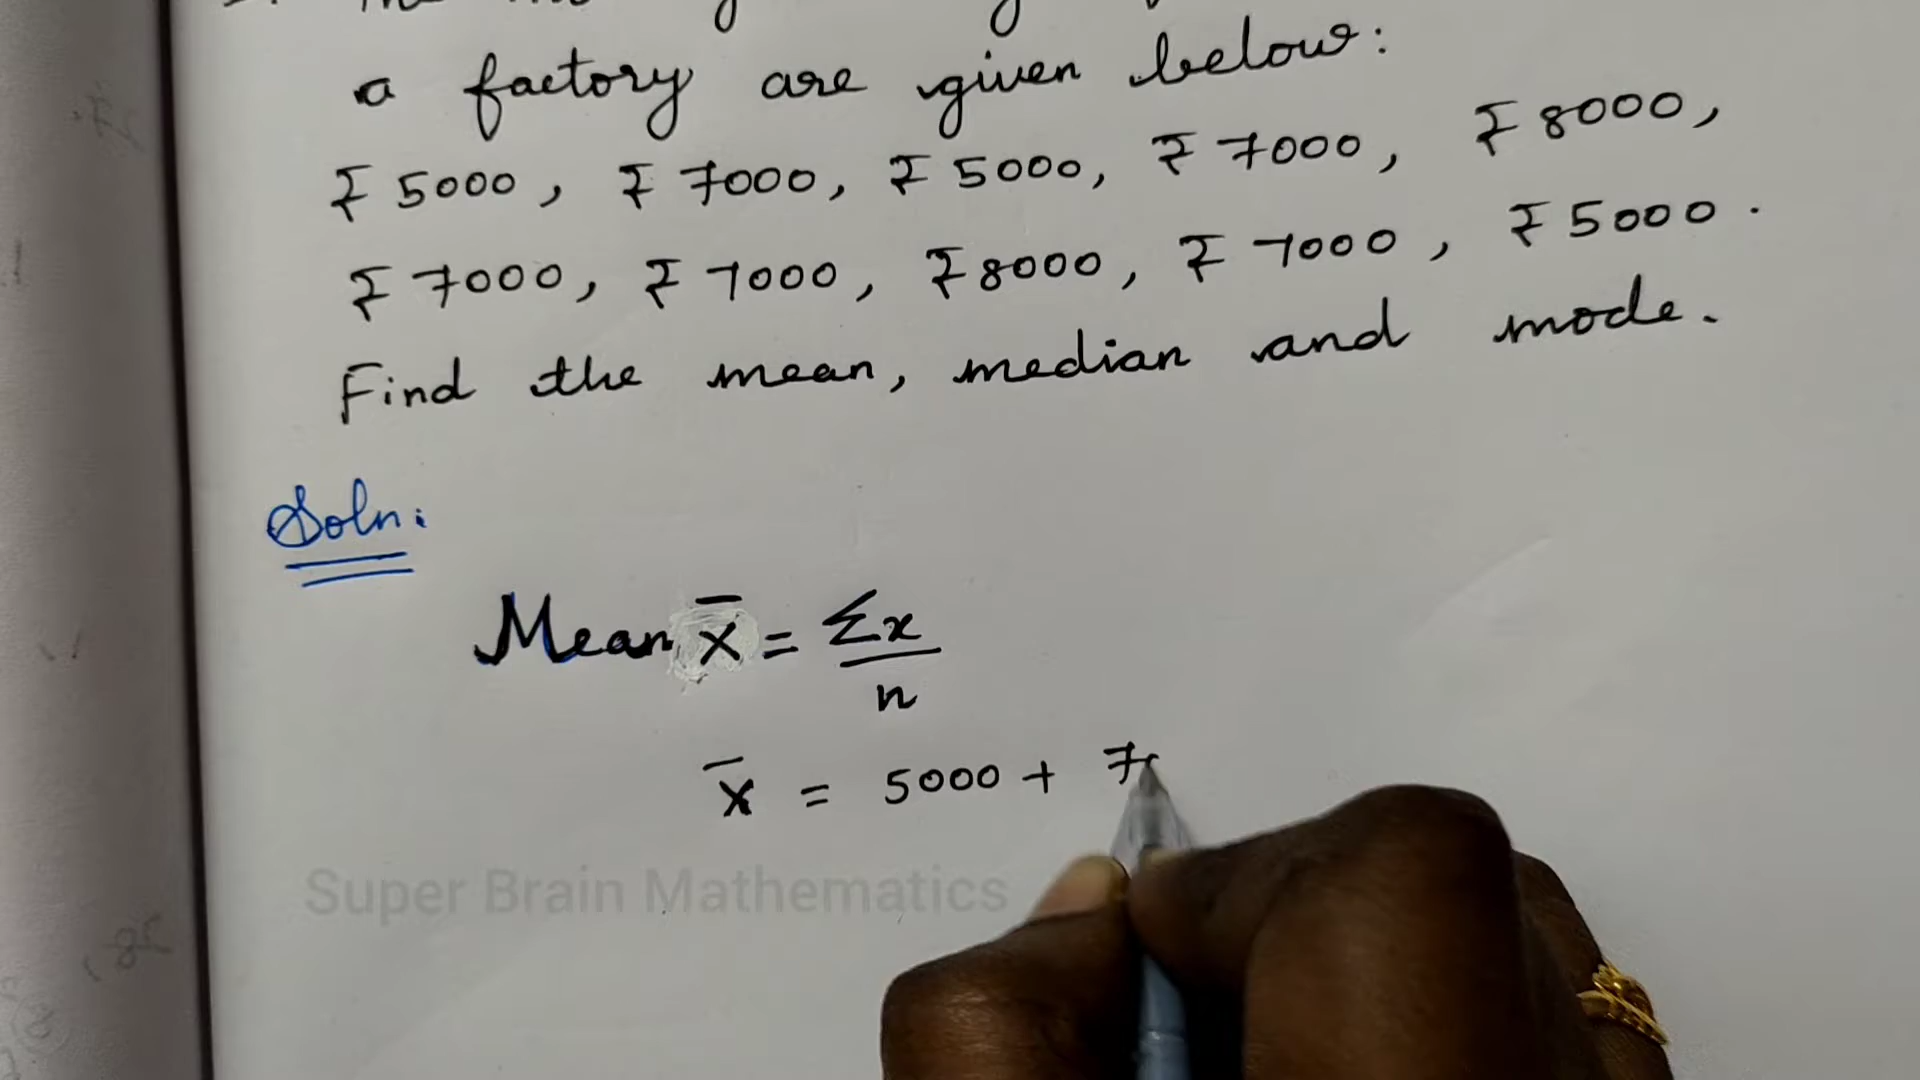 a factory are given below:
₹ 5000, ₹ 7000, ₹ 5000, ₹ 7000, ₹ 8000,
₹ 7000, ₹ 7000, ₹ 8000, ₹ 7000, ₹ 5000.
Find the mean, median and mode.
Soln:
Mean x̄ = Σx / n
x̄ = 5000 + 70
Super Brain Mathematics